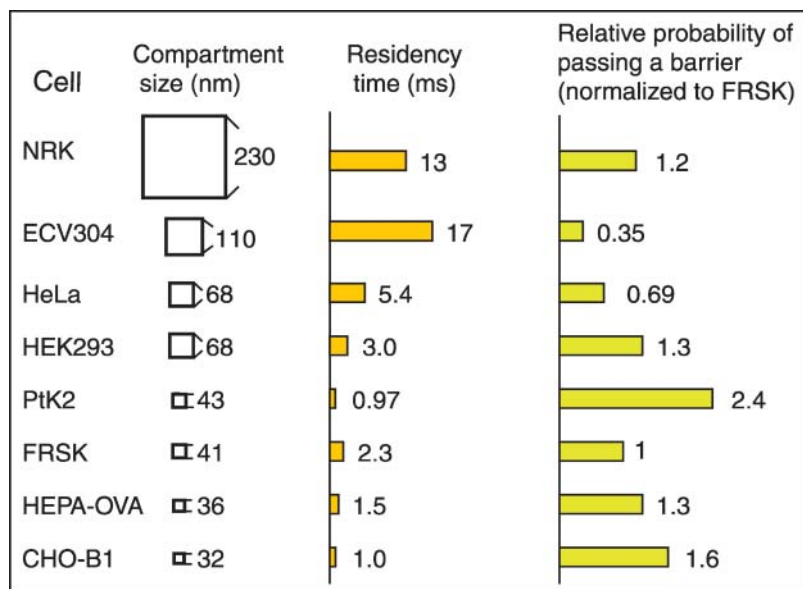 Cell
Compartment
size (nm)
Residency
time (ms)
Relative probability of
passing a barrier
(normalized to FRSK)
NRK 230 13 1.2
ECV304 110 17 0.35
HeLa 68 5.4 0.69
HEK293 68 3.0 1.3
PtK2 43 0.97 2.4
FRSK 41 2.3 1
HEPA-OVA 36 1.5 1.3
CHO-B1 32 1.0 1.6